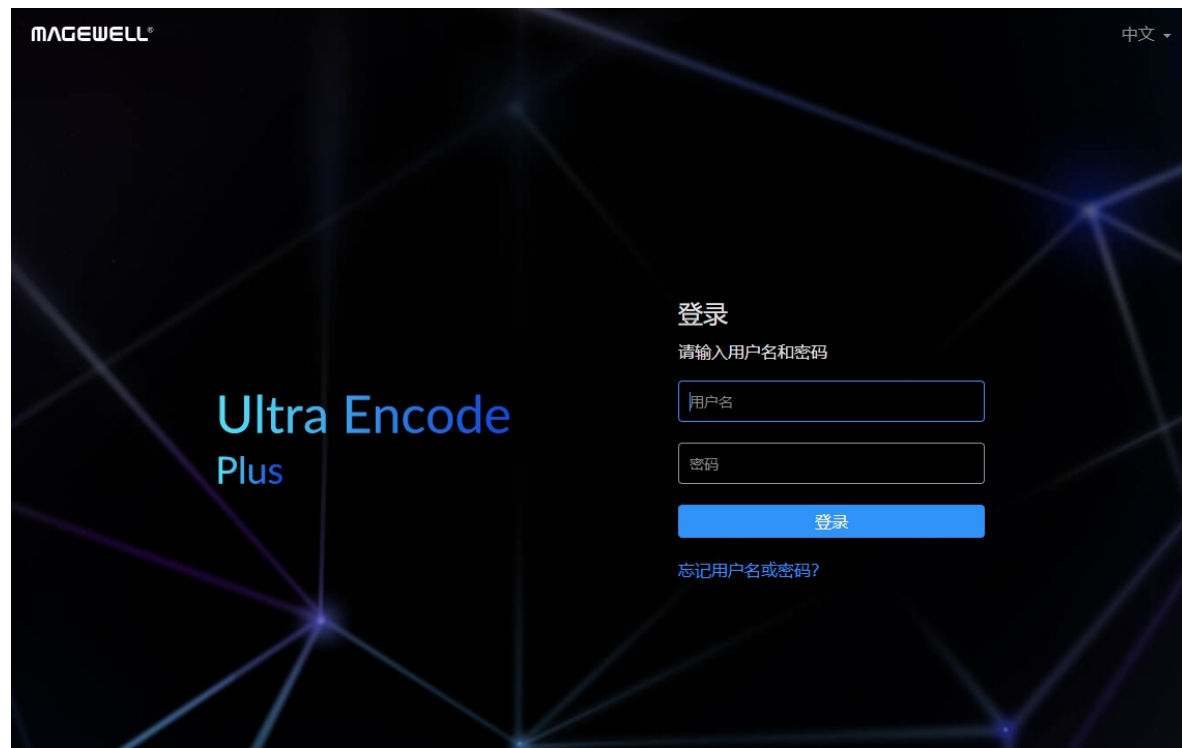 MAGEWELL®
中文
登录
请输入用户名和密码
用户名
密码
登录
忘记用户名或密码?
Ultra Encode
Plus